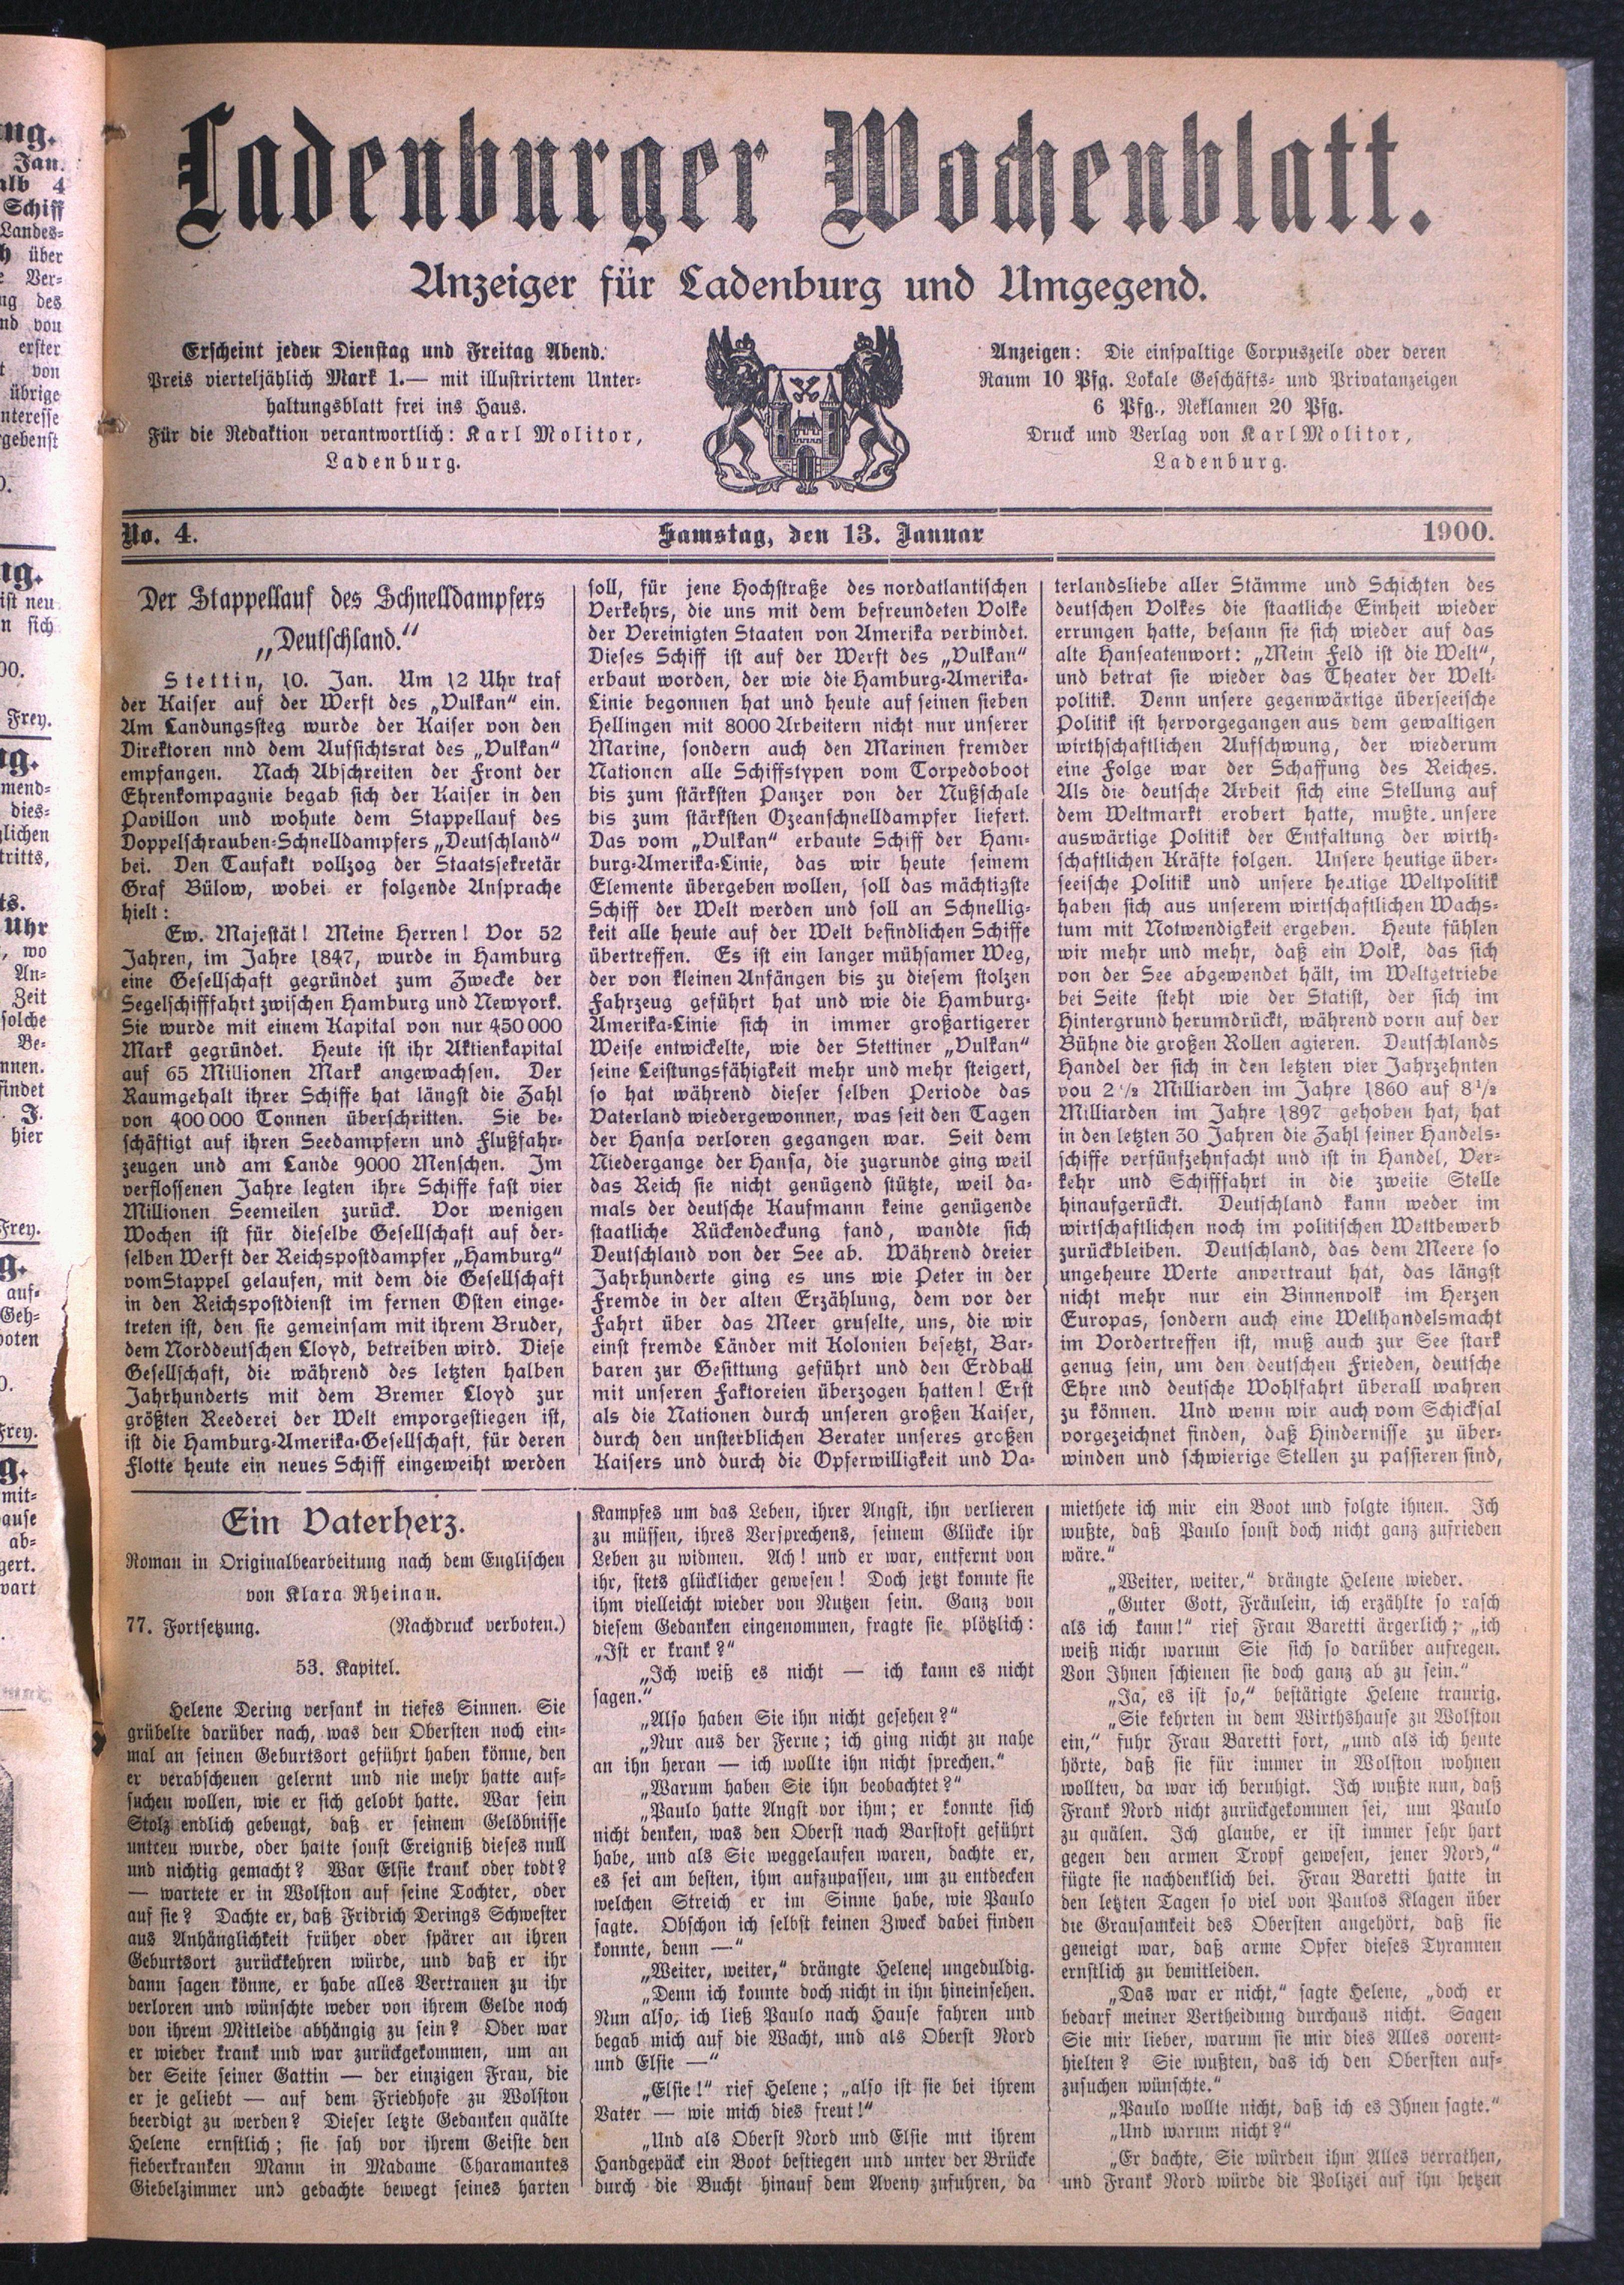 Ladenburger Wochenblatt.
Anzeiger für Ladenburg und Umgegend.
Erscheint jeden Dienstag und Freitag Abend.
Preis vierteljählich Mark 1.— mit illustrirtem Unter-
haltungsblatt frei ins Haus.
Für die Redaktion verantwortlich: Karl Molitor,
Ladenburg.
Anzeigen: Die einspaltige Corpuszeile oder deren
Raum 10 Pfg. Lokale Geschäfts- und Privatanzeigen
6 Pfg., Reklamen 20 Pfg.
Druck und Verlag von Karl Molitor,
Ladenburg.
No. 4.
Samstag, den 13. Januar
1900.
Der Stappellauf des Schnelldampfers
„Deutschland.“
Stettin, 10. Jan. Um 12 Uhr traf
der Kaiser auf der Werft des „Vulkan“ ein.
Am Landungssteg wurde der Kaiser von den
Direktoren nnd dem Aufsichtsrat des „Vulkan“
empfangen. Nach Abschreiten der Front der
Ehrenkompagnie begab sich der Kaiser in den
Pavillon und wohute dem Stappellauf des
Doppelschrauben-Schnelldampfers „Deutschland“
bei. Den Taufakt vollzog der Staatssekretär
Graf Bülow, wobei er folgende Ansprache
hielt:
Ew. Majestät! Meine Herren! Vor 52
Jahren, im Jahre 1847, wurde in Hamburg
eine Gesellschaft gegründet zum Zwecke der
Segelschifffahrt zwischen Hamburg und Newyork.
Sie wurde mit einem Kapital von nur 450 000
Mark gegründet. Heute ist ihr Aktienkapital
auf 65 Millionen Mark angewachsen. Der
Raumgehalt ihrer Schiffe hat längst die Zahl
von 400 000 Tonnen überschritten. Sie be-
schäftigt auf ihren Seedampfern und Flußfahr-
zeugen und am Lande 9000 Menschen. Im
verflossenen Jahre legten ihre Schiffe fast vier
Millionen Seemeilen zurück. Vor wenigen
Wochen ist für dieselbe Gesellschaft auf der-
selben Werft der Reichspostdampfer „Hamburg“
vomStappel gelaufen, mit dem die Gesellschaft
in den Reichspostdienst im fernen Osten einge-
treten ist, den sie gemeinsam mit ihrem Bruder,
dem Norddeutschen Lloyd, betreiben wird. Diese
Gesellschaft, die während des letzten halben
Jahrhunderts mit dem Bremer Lloyd zur
größten Reederei der Welt emporgestiegen ist,
ist die Hamburg-Amerika-Gesellschaft, für deren
Flotte heute ein neues Schiff eingeweiht werden
soll, für jene Hochstraße des nordatlantischen
Verkehrs, die uns mit dem befreundeten Volke
der Vereinigten Staaten von Amerika verbindet.
Dieses Schiff ist auf der Werft des „Vulkan“
erbaut worden, der wie die Hamburg-Amerika-
Linie begonnen hat und heute auf seinen sieben
Hellingen mit 8000 Arbeitern nicht nur unserer
Marine, sondern auch den Marinen fremder
Nationen alle Schiffstypen vom Torpedoboot
bis zum stärksten Panzer von der Nußschale
bis zum stärksten Ozeanschnelldampfer liefert.
Das vom „Vulkan“ erbaute Schiff der Ham-
burg-Amerika-Linie, das wir heute seinem
Elemente übergeben wollen, soll das mächtigste
Schiff der Welt werden und soll an Schnellig-
keit alle heute auf der Welt befindlichen Schiffe
übertreffen. Es ist ein langer mühsamer Weg,
der von kleinen Anfängen bis zu diesem stolzen
Fahrzeug geführt hat und wie die Hamburg-
Amerika-Linie sich in immer großartigerer
Weise entwickelte, wie der Stettiner „Vulkan“
seine Leistungsfähigkeit mehr und mehr steigert,
so hat während dieser selben Periode das
Vaterland wiedergewonnen, was seit den Tagen
der Hansa verloren gegangen war. Seit dem
Niedergange der Hansa, die zugrunde ging weil
das Reich sie nicht genügend stützte, weil da-
mals der deutsche Kaufmann keine genügende
staatliche Rückendeckung fand, wandte sich
Deutschland von der See ab. Während dreier
Jahrhunderte ging es uns wie Peter in der
Fremde in der alten Erzählung, dem vor der
Fahrt über das Meer gruselte, uns, die wir
einst fremde Länder mit Kolonien besetzt, Bar-
baren zur Gesittung geführt und den Erdball
mit unseren Faktoreien überzogen hatten! Erst
als die Nationen durch unseren großen Kaiser,
durch den unsterblichen Berater unseres großen
Kaisers und durch die Opferwilligkeit und Va-
terlandsliebe aller Stämme und Schichten des
deutschen Volkes die staatliche Einheit wieder
errungen hatte, besann sie sich wieder auf das
alte Hanseatenwort: „Mein Feld ist die Welt“,
und betrat sie wieder das Theater der Welt-
politik. Denn unsere gegenwärtige überseeische
Politik ist hervorgegangen aus dem gewaltigen
wirthschaftlichen Aufschwung, der wiederum
eine Folge war der Schaffung des Reiches.
Als die deutsche Arbeit sich eine Stellung auf
dem Weltmarkt erobert hatte, mußte unsere
auswärtige Politik der Entfaltung der wirth-
schaftlichen Kräfte folgen. Unsere heutige über-
seeische Politik und unsere heutige Weltpolitik
haben sich aus unserem wirtschaftlichen Wachs-
tum mit Notwendigkeit ergeben. Heute fühlen
wir mehr und mehr, daß ein Volk, das sich
von der See abgewendet hält, im Weltgetriebe
bei Seite steht wie der Statist, der sich im
Hintergrund herumdrückt, während vorn auf der
Bühne die großen Rollen agieren. Deutschlands
Handel der sich in den letzten vier Jahrzehnten
vou 2 1/2 Milliarden im Jahre 1860 auf 8 1/2
Milliarden im Jahre 1897 gehoben hat, hat
in den letzten 30 Jahren die Zahl seiner Handels-
schiffe verfünfzehnfacht und ist in Handel, Ver-
kehr und Schifffahrt in die zweiie Stelle
hinaufgerückt. Deutschland kann weder im
wirtschaftlichen noch im politischen Wettbewerb
zurückbleiben. Deutschland, das dem Meere so
ungeheure Werte anvertraut hat, das längst
nicht mehr nur ein Binnenvolk im Herzen
Europas, sondern auch eine Welthandelsmacht
im Vordertreffen ist, muß auch zur See stark
genug sein, um den deutschen Frieden, deutsche
Ehre und deutsche Wohlfahrt überall wahren
zu können. Und wenn wir auch vom Schicksal
vorgezeichnet finden, daß Hindernisse zu über-
winden und schwierige Stellen zu passieren sind,
Ein Vaterherz.
Roman in Originalbearbeitung nach dem Englischen
von Klara Rheinau.
77. Fortsetzung. (Nachdruck verboten.)
53. Kapitel.
Helene Dering versank in tiefes Sinnen. Sie
grübelte darüber nach, was den Obersten noch ein-
mal an seinen Geburtsort geführt haben könne, den
er verabscheuen gelernt und nie mehr hatte auf-
suchen wollen, wie er sich gelobt hatte. War sein
Stolz endlich gebeugt, daß er seinem Gelöbnisse
untreu wurde, oder hatte sonst Ereigniß dieses null
und nichtig gemacht? War Elsie krank oder todt?
— wartete er in Wolston auf seine Tochter, oder
auf sie? Dachte er, daß Fridrich Derings Schwester
aus Anhänglichkeit früher oder spärer an ihren
Geburtsort zurückkehren würde, und daß er ihr
dann sagen könne, er habe alles Vertrauen zu ihr
verloren und wünschte weder von ihrem Gelde noch
von ihrem Mitleide abhängig zu sein? Oder war
er wieder krank und war zurückgekommen, um an
der Seite seiner Gattin — der einzigen Frau, die
er je geliebt — auf dem Friedhofe zu Wolston
beerdigt zu werden? Dieser letzte Gedanken quälte
Helene ernstlich; sie sah vor ihrem Geiste den
fieberkranken Mann in Madame Charamantes
Giebelzimmer und gedachte bewegt seines harten
Kampfes um das Leben, ihrer Angst, ihn verlieren
zu müssen, ihres Versprechens, seinem Glücke ihr
Leben zu widmen. Ach! und er war, entfernt von
ihr, stets glücklicher gewesen! Doch jetzt konnte sie
ihm vielleicht wieder von Nutzen sein. Ganz von
diesem Gedanken eingenommen, fragte sie plötzlich:
„Ist er krank?“
„Ich weiß es nicht — ich kann es nicht
sagen.“
„Also haben Sie ihn nicht gesehen?“
„Nur aus der Ferne; ich ging nicht zu nahe
an ihn heran — ich wollte ihn nicht sprechen.“
„Warum haben Sie ihn beobachtet?“
„Paulo hatte Angst vor ihm; er konnte sich
nicht denken, was den Oberst nach Barstoft geführt
habe, und als Sie weggelaufen waren, dachte er,
es sei am besten, ihm aufzupassen, um zu entdecken
welchen Streich er im Sinne habe, wie Paulo
sagte. Obschon ich selbst keinen Zweck dabei finden
konnte, denn —“
„Weiter, weiter,“ drängte Helene ungeduldig.
„Denn ich konnte doch nicht in ihn hineinsehen.
Nun also, ich ließ Paulo nach Hause fahren und
begab mich auf die Wacht, und als Oberst Nord
und Elsie —“
„Elsie!“ rief Helene; „also ist sie bei ihrem
Vater — wie mich dies freut!“
„Und als Oberst Nord und Elsie mit ihrem
Handgepäck ein Boot bestiegen und unter der Brücke
durch die Bucht hinauf dem Aveny zufuhren, da
miethete ich mir ein Boot und folgte ihnen. Ich
wußte, daß Paulo sonst doch nicht ganz zufrieden
wäre.“
„Weiter, weiter,“ drängte Helene wieder.
„Guter Gott, Fräulein, ich erzählte so rasch
als ich kann!“ rief Frau Baretti ärgerlich; „ich
weiß nicht warum Sie sich so darüber aufregen.
Von Ihnen schienen sie doch ganz ab zu sein.“
„Ja, es ist so,“ bestätigte Helene traurig.
„Sie kehrten in dem Wirthshause zu Wolston
ein,“ fuhr Frau Baretti fort, „und als ich heute
hörte, daß sie für immer in Wolston wohnen
wollten, da war ich beruhigt. Ich wußte nun, daß
Frank Nord nicht zurückgekommen sei, um Paulo
zu quälen. Ich glaube, er ist immer sehr hart
gegen den armen Tropf gewesen, jener Nord,“
fügte sie nachdenklich bei. Frau Baretti hatte in
den letzten Tagen so viel von Paulos Klagen über
die Grausamkeit des Obersten angehört, daß sie
geneigt war, daß arme Opfer dieses Tyrannen
ernstlich zu bemitleiden.
„Das war er nicht,“ sagte Helene, „doch er
bedarf meiner Vertheidung durchaus nicht. Sagen
Sie mir lieber, warum sie mir dies Alles vorent-
hielten? Sie wußten, das ich den Obersten auf-
zusuchen wünschte.“
„Paulo wollte nicht, daß ich es Ihnen sagte.“
„Und warum nicht?“
„Er dachte, Sie würden ihm Alles verrathen,
und Frank Nord würde die Polizei auf ihn hetzen